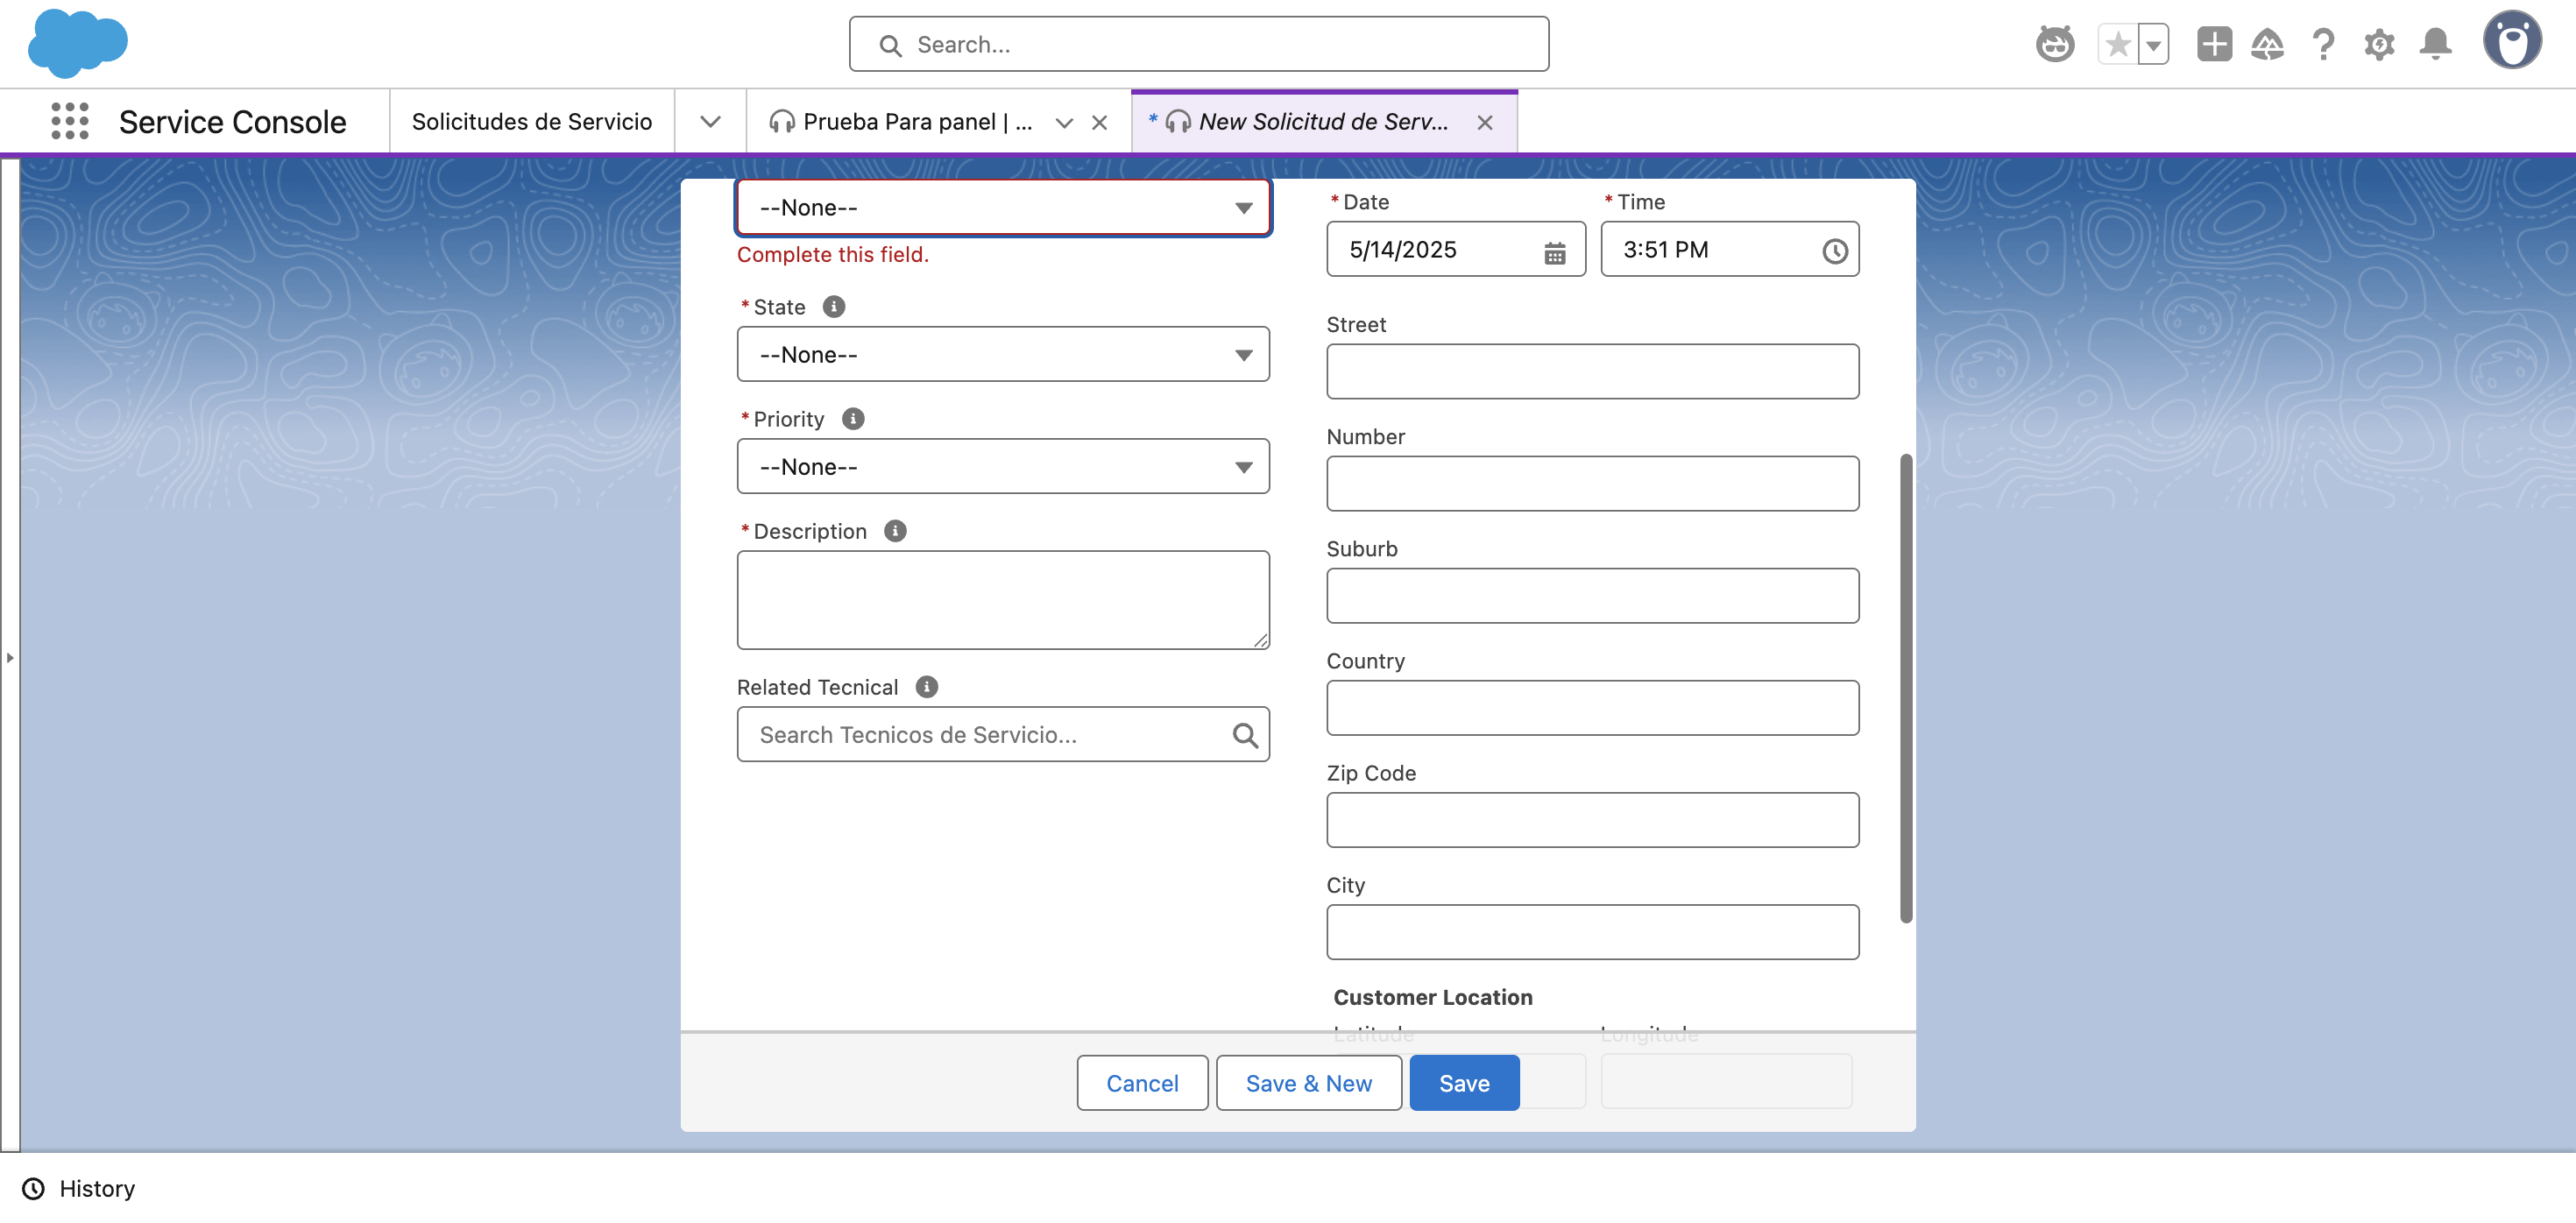 Search...
Service Console
Solicitudes de Servicio
Prueba Para panel | ...
* New Solicitud de Serv...
--None--
Complete this field.
* State
--None--
* Priority
--None--
* Description
Related Tecnical
Search Tecnicos de Servicio...
* Date
* Time
5/14/2025
3:51 PM
Street
Number
Suburb
Country
Zip Code
City
Customer Location
Latitude
Longitude
Cancel
Save & New
Save
History